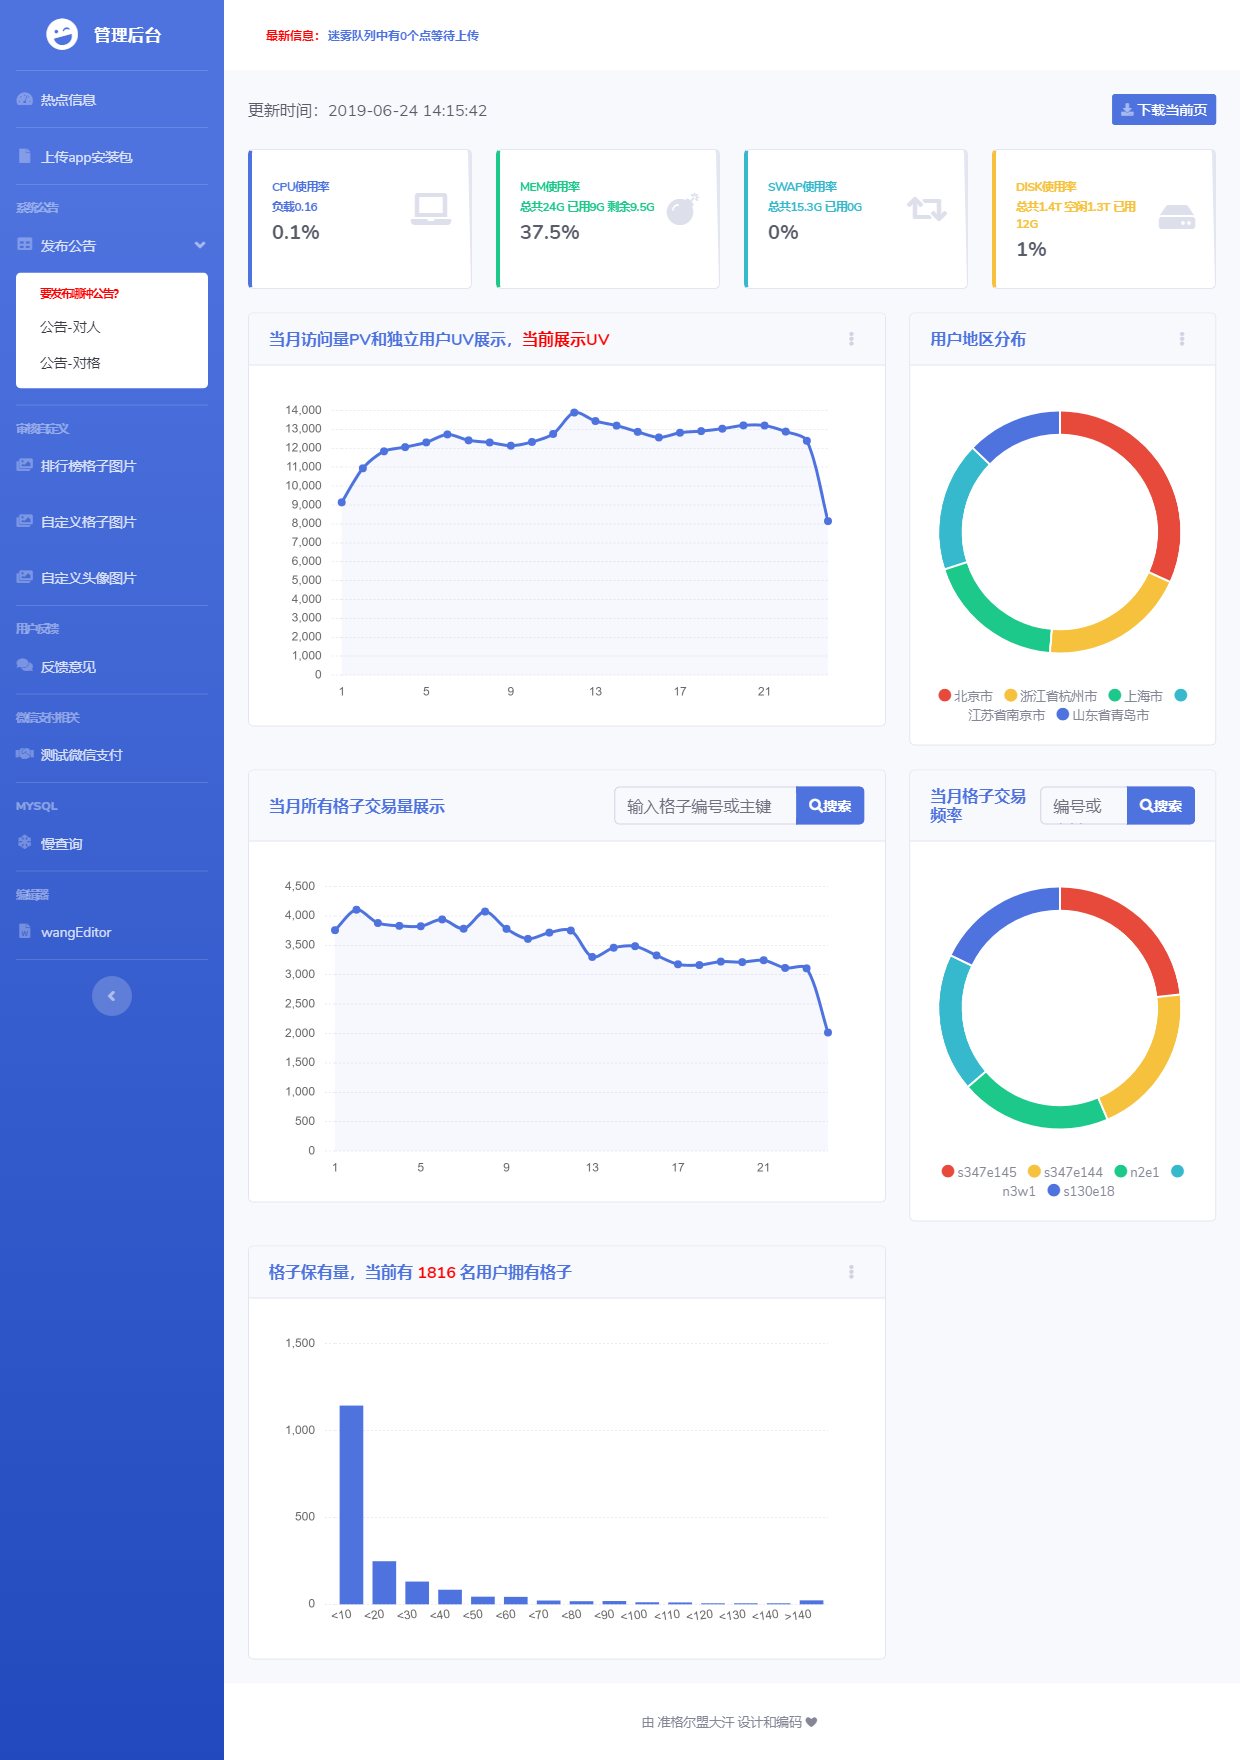 管理后台
热点信息
上传app安装包
系统公告
发布公告
要发布哪种公告?
公告-对人
公告-对格
审核自定义
排行榜格子图片
自定义格子图片
自定义头像图片
用户反馈
反馈意见
微信支付相关
测试微信支付
MYSQL
慢查询
编辑器
wangEditor
最新信息： 迷雾队列中有0个点等待上传
更新时间：2019-06-24 14:15:42
下载当前页
CPU使用率
负载0.16
0.1%
MEM使用率
总共24G 已用9G 剩余9.5G
37.5%
SWAP使用率
总共15.3G 已用0G
0%
DISK使用率
总共1.4T 空闲1.3T 已用
12G
1%
当月访问量PV和独立用户UV展示，当前展示UV
14,000
13,000
12,000
11,000
10,000
9,000
8,000
7,000
6,000
5,000
4,000
3,000
2,000
1,000
0
1 5 9 13 17 21
用户地区分布
北京市 浙江省杭州市 上海市
江苏省南京市 山东省青岛市
当月所有格子交易量展示
输入格子编号或主键
搜索
4,500
4,000
3,500
3,000
2,500
2,000
1,500
1,000
500
0
1 5 9 13 17 21
当月格子交易
频率
编号或
搜索
s347e145 s347e144 n2e1
n3w1 s130e18
格子保有量，当前有 1816 名用户拥有格子
1,500
1,000
500
0
<10 <20 <30 <40 <50 <60 <70 <80 <90 <100 <110 <120 <130 <140 >140
由 准格尔盟大汗 设计和编码